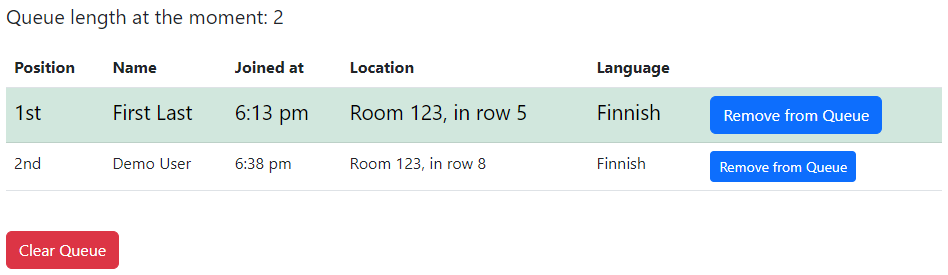 Queue length at the moment: 2
Position Name Joined at Location Language
1st First Last 6:13 pm Room 123, in row 5 Finnish Remove from Queue
2nd Demo User 6:38 pm Room 123, in row 8 Finnish Remove from Queue
Clear Queue